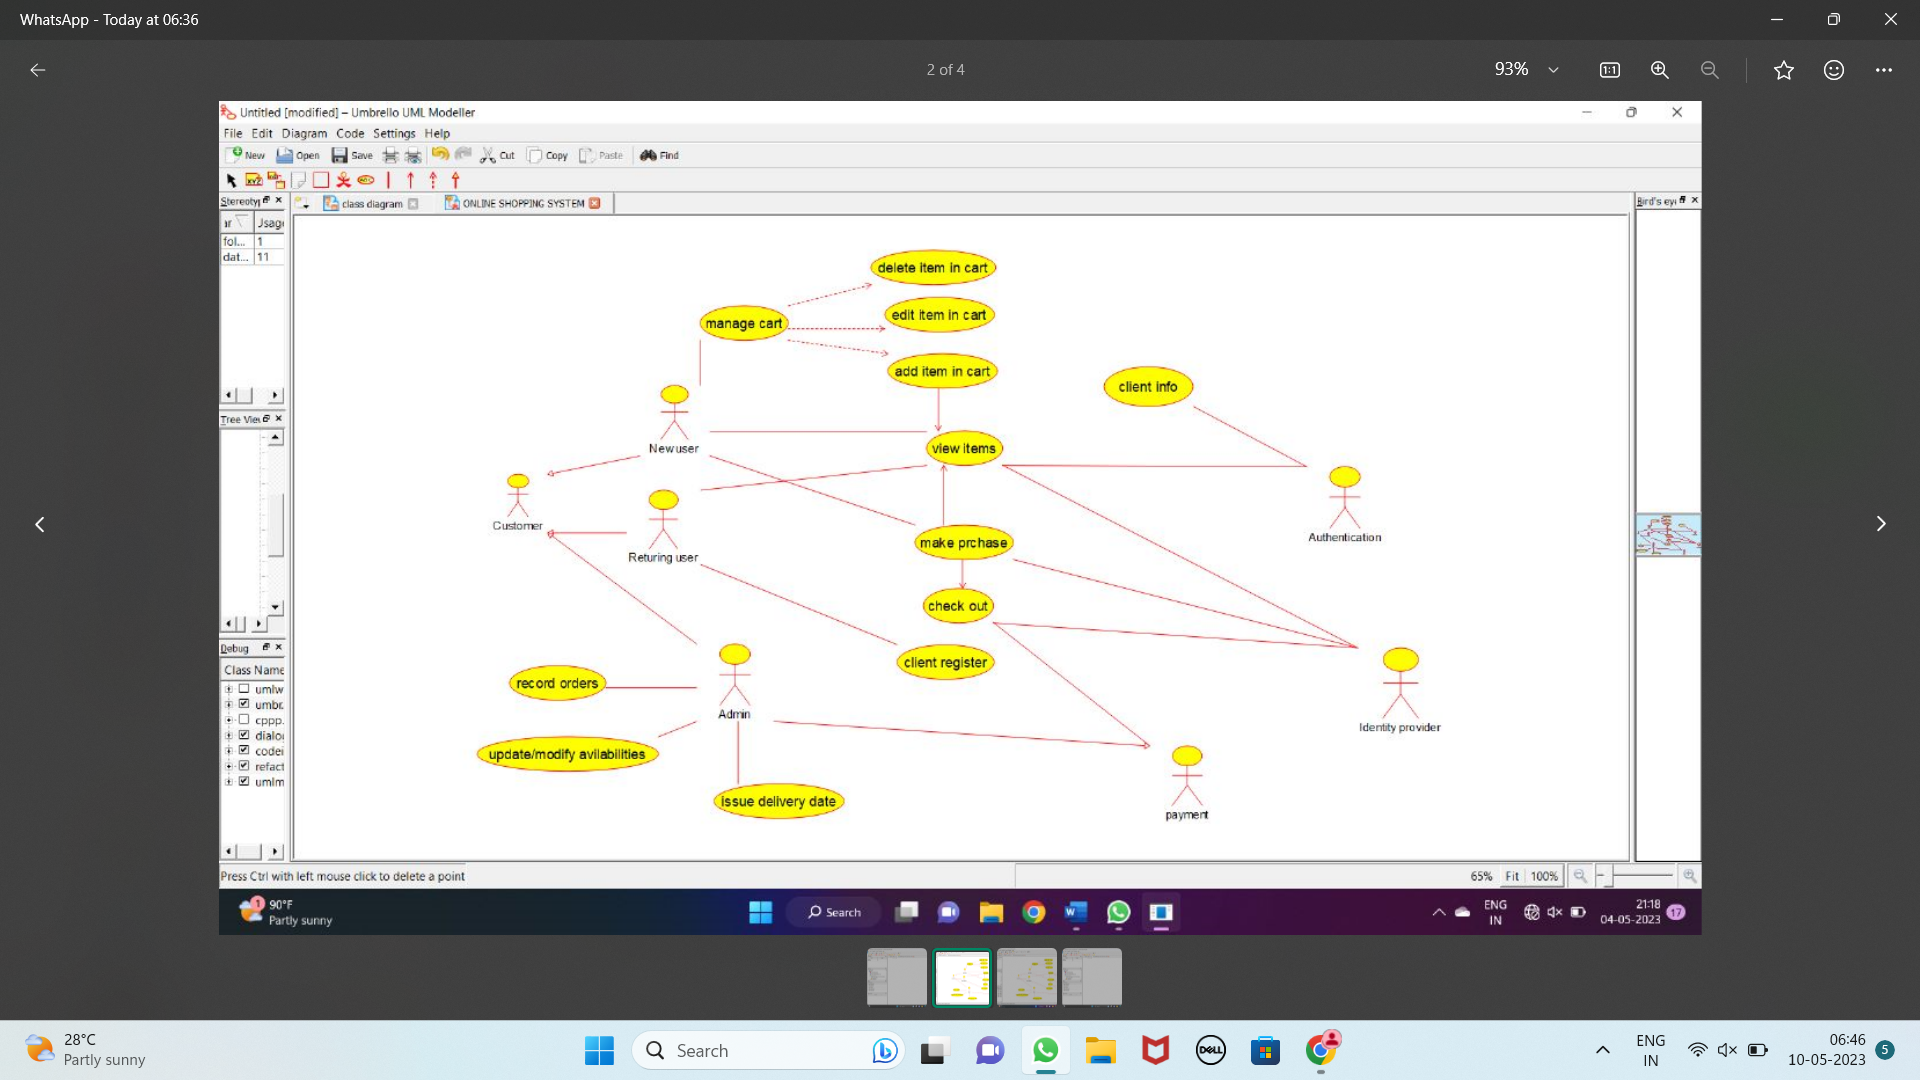 WhatsApp - Today at 06:36
2 of 4
93%
Untitled [modified] – Umbrello UML Modeller
File Edit Diagram Code Settings Help
New Open Save Cut Copy Paste Find
class diagram
ONLINE SHOPPING SYSTEM
Bird's ey
fol... 1
dat... 11
Tree Vie
Debug
Class Name
umlw
umbr
cppp.
dialo
codei
refact
umlm
delete item in cart
manage cart
edit item in cart
add item in cart
client info
New user
view items
Customer
Returing user
Authentication
make prchase
check out
client register
record orders
Admin
Identity provider
update/modify avilabilities
issue delivery date
payment
Press Ctrl with left mouse click to delete a point
65% Fit 100%
90°F
Partly sunny
Search
ENG
IN
21:18
04-05-2023
17
28°C
Partly sunny
Search
DELL
ENG
IN
06:46
10-05-2023
5